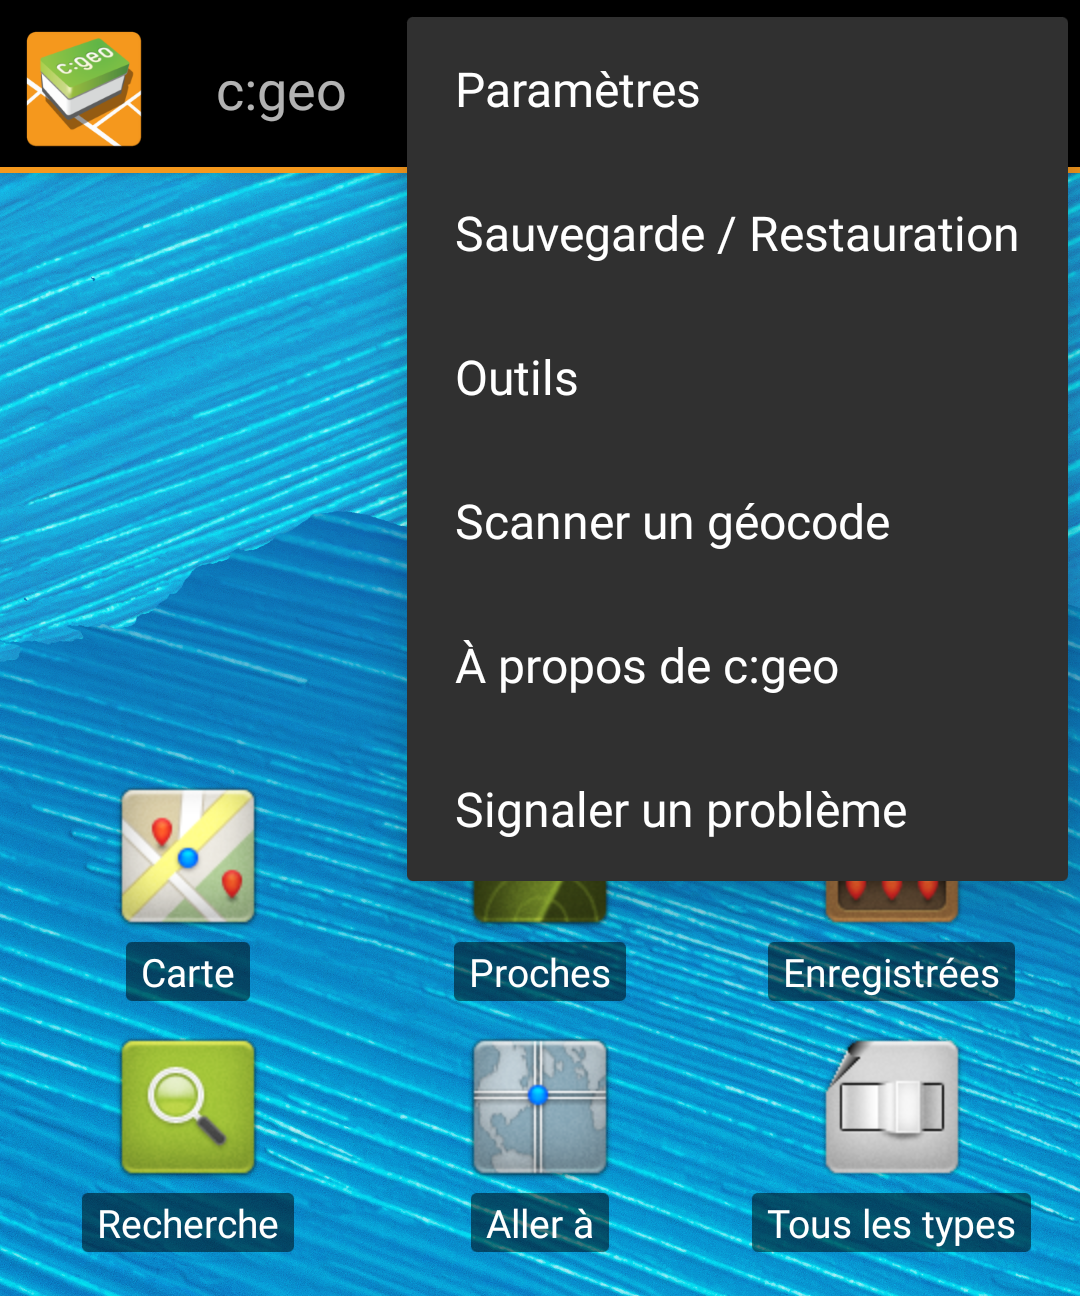 c:geo
c:geo
Paramètres
Sauvegarde / Restauration
Outils
Scanner un géocode
À propos de c:geo
Signaler un problème
Carte
Proches
Enregistrées
Recherche
Aller à
Tous les types